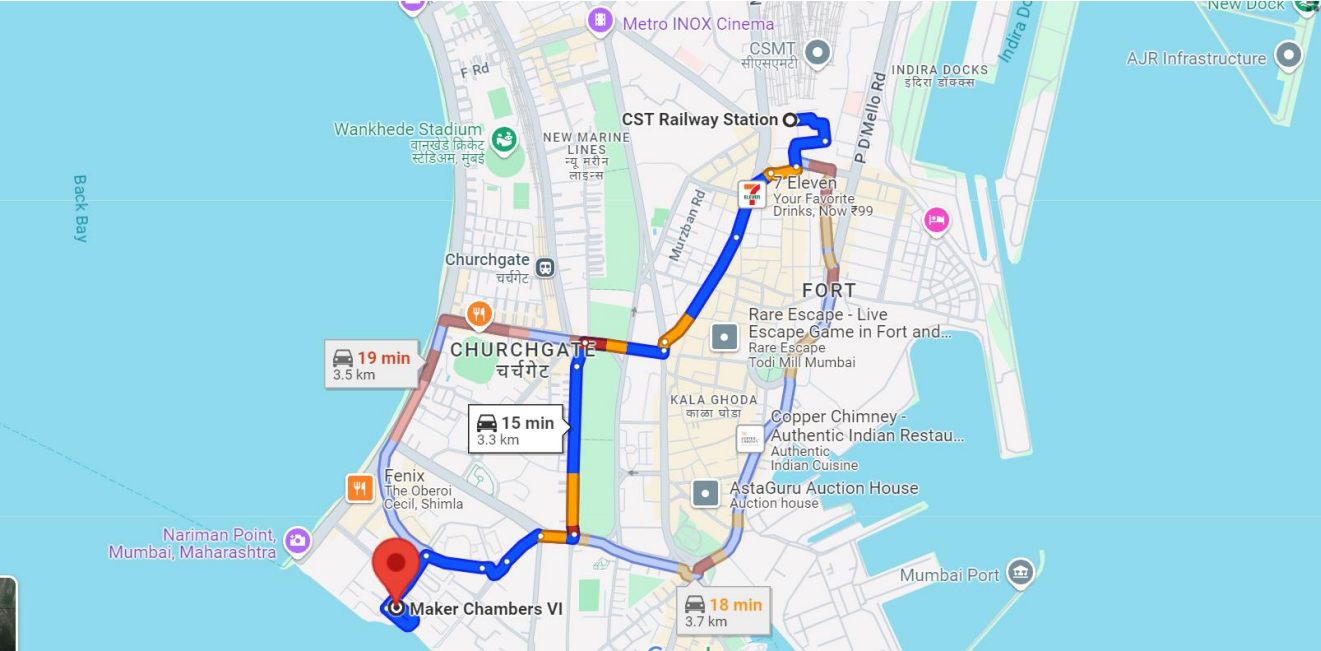 New Dock
Metro INOX Cinema
CSMT
सीएसएमटी
Indira Do
AJR Infrastructure
F Rd
INDIRA DOCKS
इंदिरा डॉक्क्स
P D'Mello Rd
CST Railway Station
Wankhede Stadium
वानखेडे क्रिकेट
स्टेडिअम, मुंबई
NEW MARINE
LINES
न्यू मरीन
लाइन्स
Back Bay
7 Eleven
Your Favorite
Drinks, Now ₹99
7
ELEVEN
Murzban Rd
Churchgate
चर्चगेट
FORT
Rare Escape - Live
Escape Game in Fort and...
Rare Escape
Todi Mill Mumbai
CHURCHGATE
चर्चगेट
19 min
3.5 km
KALA GHODA
काळा घोडा
15 min
3.3 km
Copper Chimney -
Authentic Indian Restau...
Authentic
Indian Cuisine
Fenix
The Oberoi
Cecil, Shimla
AstaGuru Auction House
Auction house
Nariman Point,
Mumbai, Maharashtra
Mumbai Port
Maker Chambers VI
18 min
3.7 km